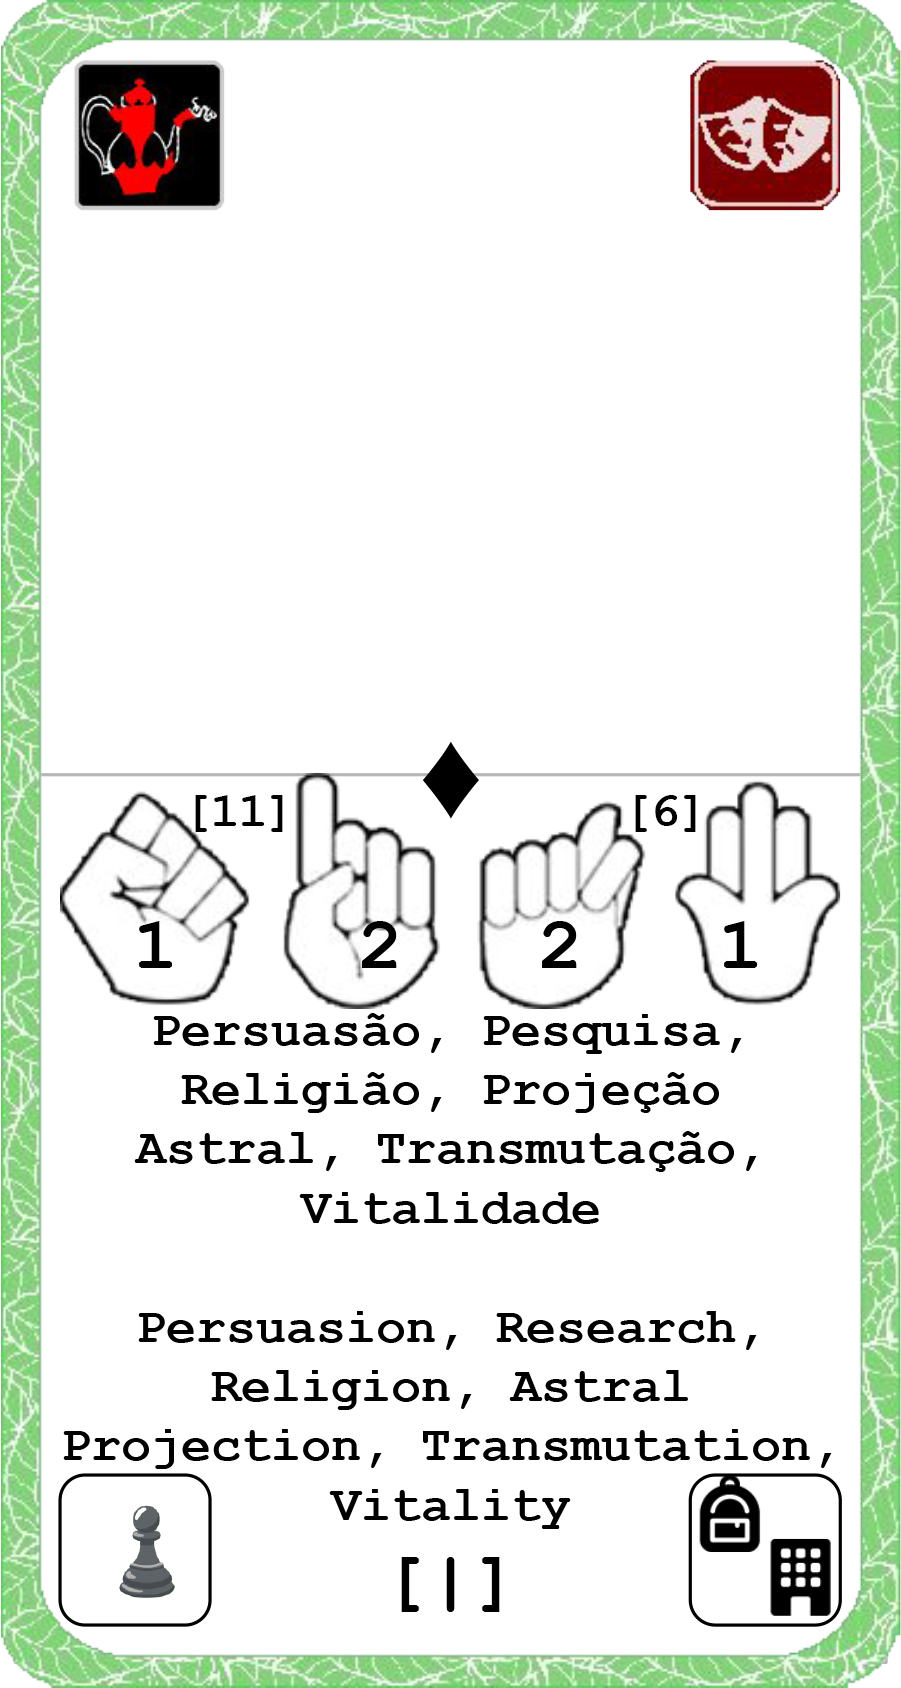 [11] [6]
1 2 2 1
Persuasão, Pesquisa,
Religião, Projeção
Astral, Transmutação,
Vitalidade
Persuasion, Research,
Religion, Astral
Projection, Transmutation,
Vitality
[|]